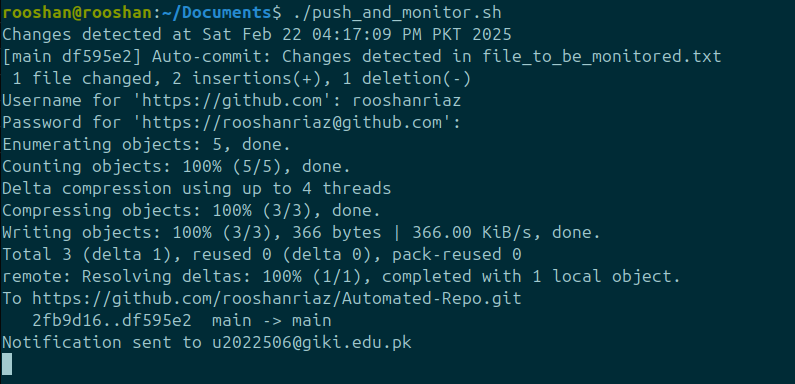 rooshan@rooshan:~/Documents$ ./push_and_monitor.sh
Changes detected at Sat Feb 22 04:17:09 PM PKT 2025
[main df595e2] Auto-commit: Changes detected in file_to_be_monitored.txt
 1 file changed, 2 insertions(+), 1 deletion(-)
Username for 'https://github.com': rooshanriaz
Password for 'https://rooshanriaz@github.com':
Enumerating objects: 5, done.
Counting objects: 100% (5/5), done.
Delta compression using up to 4 threads
Compressing objects: 100% (3/3), done.
Writing objects: 100% (3/3), 366 bytes | 366.00 KiB/s, done.
Total 3 (delta 1), reused 0 (delta 0), pack-reused 0
remote: Resolving deltas: 100% (1/1), completed with 1 local object.
To https://github.com/rooshanriaz/Automated-Repo.git
   2fb9d16..df595e2  main -> main
Notification sent to u2022506@giki.edu.pk